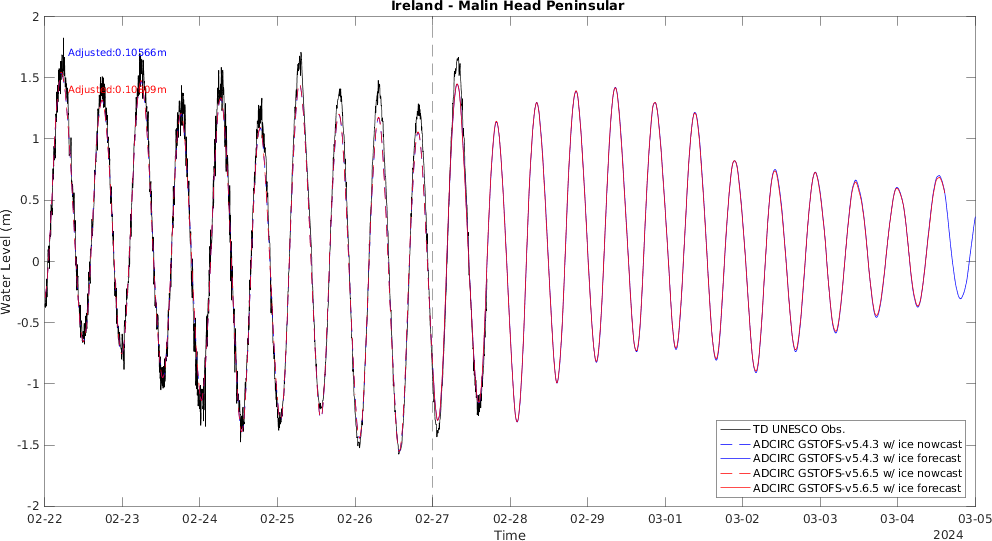 Ireland - Malin Head Peninsular
Water Level (m)
2
1.5
1
0.5
0
-0.5
-1
-1.5
-2
Adjusted:0.10566m
TD UNESCO Obs.
ADCIRC GSTOFS-v5.4.3 w/ ice nowcast
ADCIRC GSTOFS-v5.4.3 w/ ice forecast
ADCIRC GSTOFS-v5.6.5 w/ ice nowcast
ADCIRC GSTOFS-v5.6.5 w/ ice forecast
02-22 02-23 02-24 02-25 02-26 02-27 02-28 02-29 03-01 03-02 03-03 03-04 03-05
Time
2024